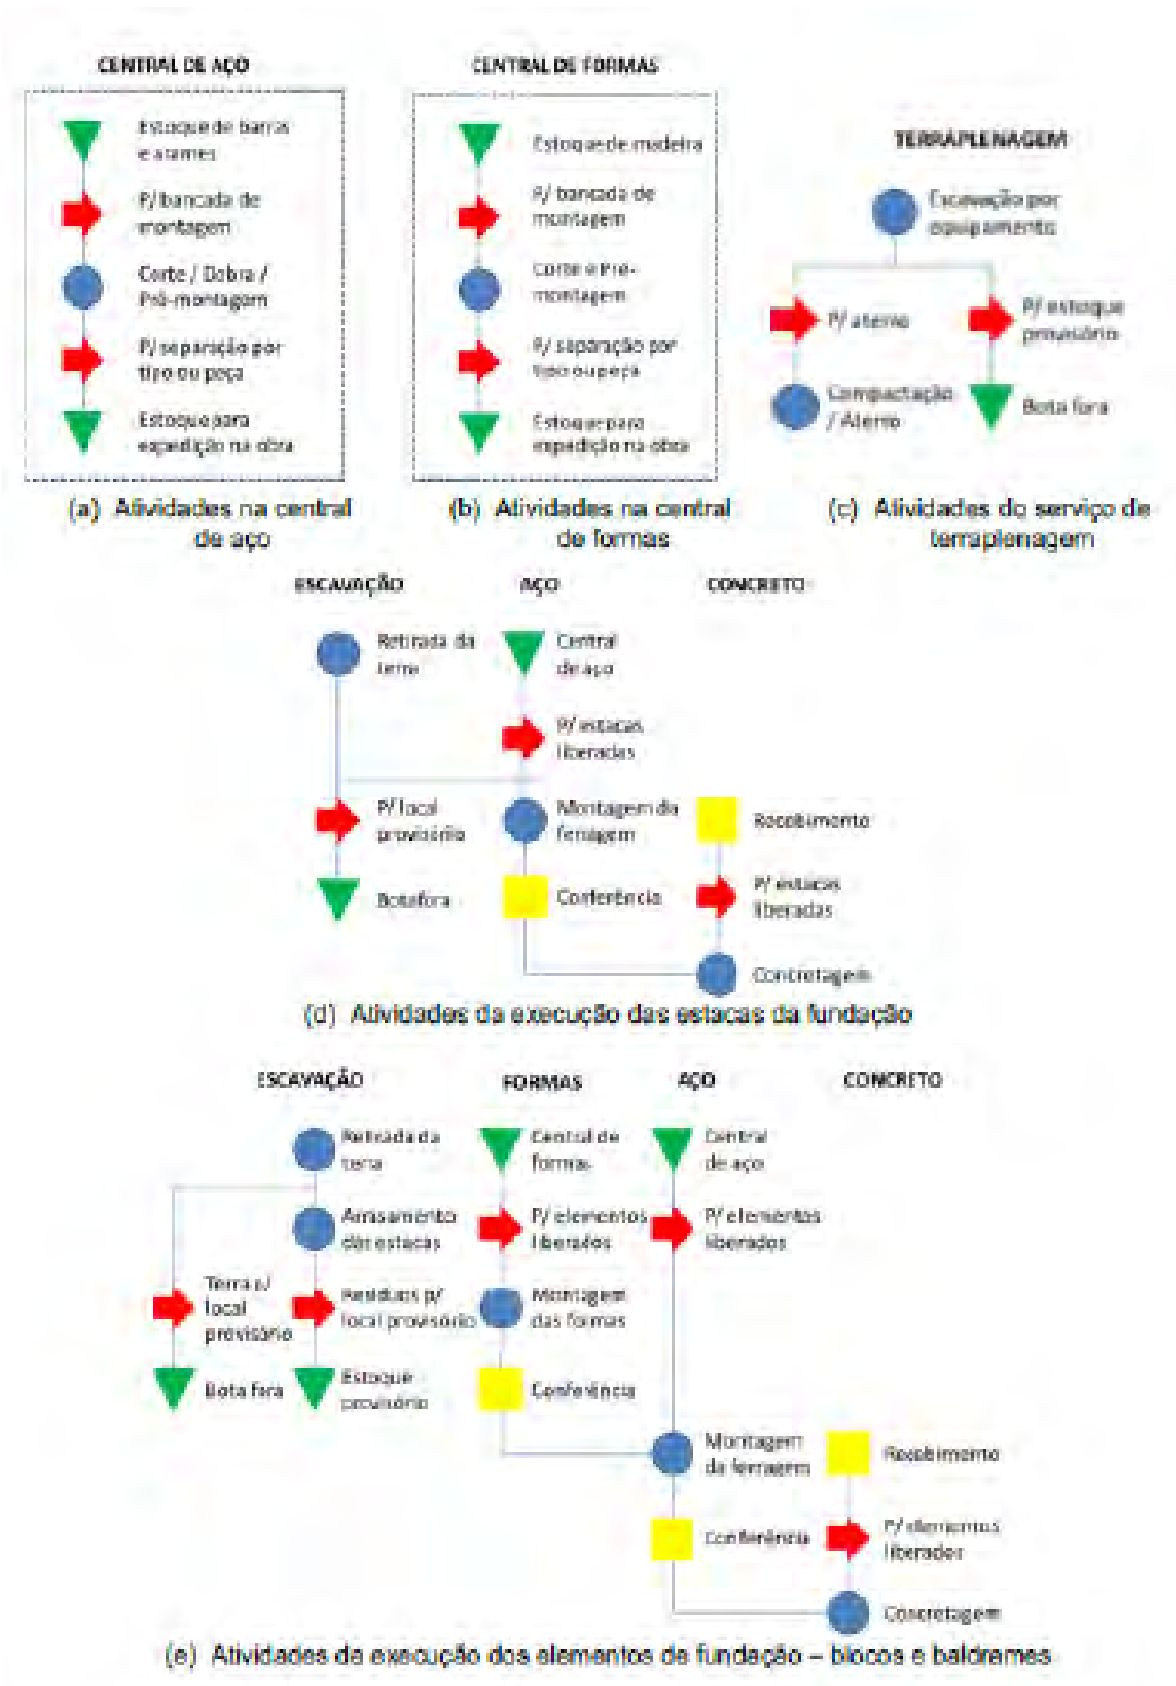 CENTRAL DE AÇO
Estoque de barras
e arames
P/ bancada de
montagem
Corte / Dobra /
Pré-montagem
P/ separação por
tipo ou peça
Estoque para
expedição na obra
(a) Atividades na central
de aço
CENTRAL DE FORMAS
Estoque de madeira
P/ bancada de
montagem
Corte e Pré-
montagem
P/ separação por
tipo ou peça
Estoque para
expedição na obra
(b) Atividades na central
de formas
TERRAPLENAGEM
Escavação por
equipamento
P/ aterro
P/ estoque
provisório
Compactação
/ Aterro
Bota fora
(c) Atividades do serviço de
terraplenagem
ESCAVAÇÃO
AÇO
CONCRETO
Retirada da
terra
Central
de aço
P/ estacas
liberadas
P/ local
provisório
Montagem da
ferragem
Recebimento
Bota fora
Conferência
P/ estacas
liberadas
Concretagem
(d) Atividades da execução das estacas da fundação
ESCAVAÇÃO
FORMAS
AÇO
CONCRETO
Retirada da
terra
Central de
formas
Central
de aço
Arrasamento
das estacas
P/ elementos
liberados
P/ elementos
liberados
Terra p/
local
provisório
Resíduos p/
local provisório
Montagem
das formas
Bota fora
Estoque
provisório
Conferência
Montagem
da ferragem
Recebimento
Conferência
P/ elementos
liberados
Concretagem
(e) Atividades da execução dos elementos de fundação – blocos e baldrames